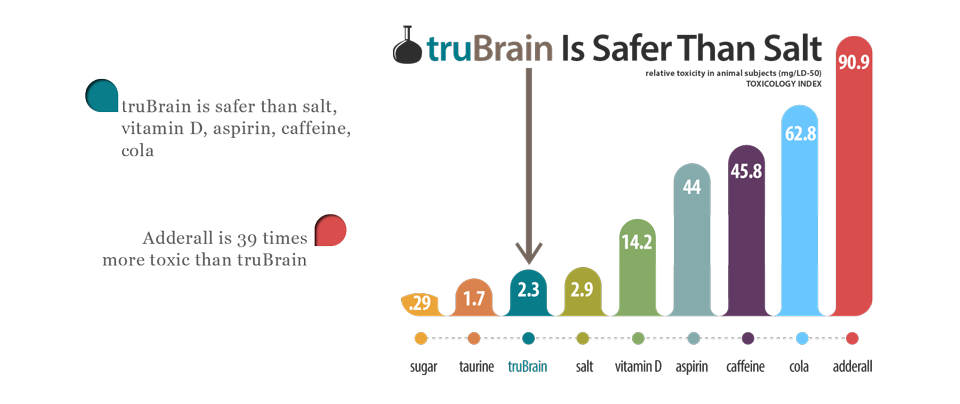 truBrain Is Safer Than Salt
relative toxicity in animal subjects (mg/LD-50)
TOXICOLOGY INDEX
truBrain is safer than salt,
vitamin D, aspirin, caffeine,
cola
Adderall is 39 times
more toxic than truBrain
.29
1.7
2.3
2.9
14.2
44
45.8
62.8
90.9
sugar
taurine
truBrain
salt
vitamin D
aspirin
caffeine
cola
adderall